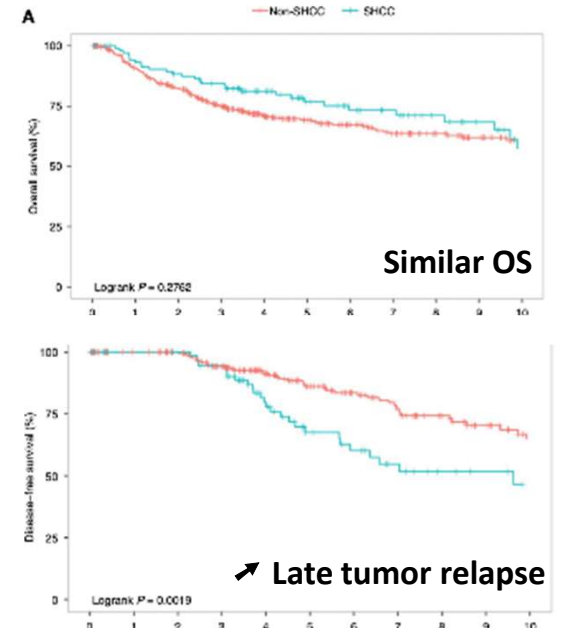 A
Non-SHCC SHCC
100
75
50
25
0
Overall survival (%)
Similar OS
Logrank P = 0.2762
0 1 2 3 4 5 6 7 8 9 10
100
75
50
25
0
Disease-free survival (%)
Late tumor relapse
Logrank P = 0.0019
0 1 2 3 4 5 6 7 8 9 10